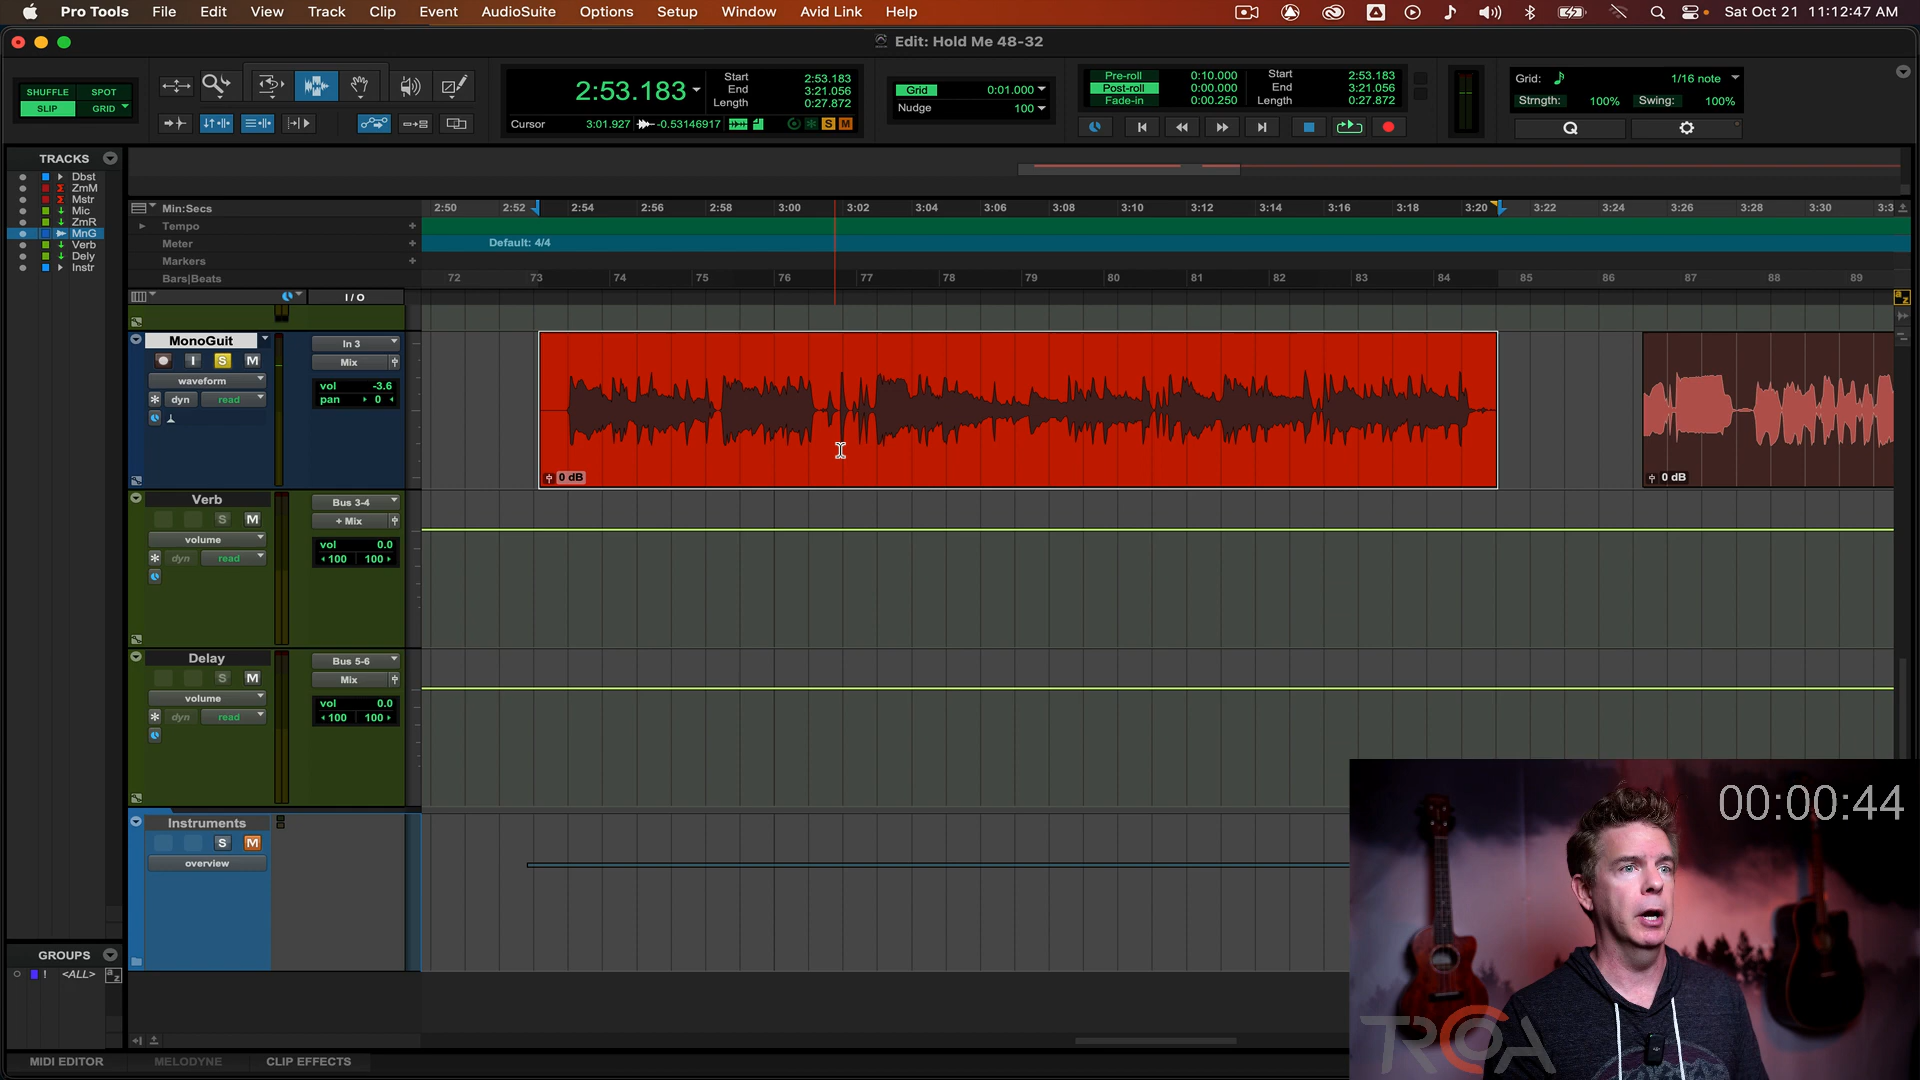 Pro Tools File Edit View Track Clip Event AudioSuite Options Setup Window Avid Link Help Sat Oct 21 11:12:47 AM
Edit: Hold Me 48-32
SHUFFLE SPOT
SLIP GRID
2:53.183
Start 2:53.183
End 3:21.056
Length 0:27.872
Cursor 3:01.927 -0.53146917 S M
Grid 0:01.000
Nudge 100
Pre-roll 0:10.000
Post-roll 0:00.000
Fade-in 0:00.250
Start 2:53.183
End 3:21.056
Length 0:27.872
Grid: 1/16 note
Strngth: 100% Swing: 100%
Q
TRACKS
Dbst
ZmM
Mstr
Mic
ZmR
MnG
Verb
Dely
Instr
Min:Secs 2:50 2:52 2:54 2:56 2:58 3:00 3:02 3:04 3:06 3:08 3:10 3:12 3:14 3:16 3:18 3:20 3:22 3:24 3:26 3:28 3:30 3:3
Tempo
Meter Default: 4/4
Markers
Bars|Beats 72 73 74 75 76 77 78 79 80 81 82 83 84 85 86 87 88 89
I / O
a z
MonoGuit In 3
I S M Mix
waveform vol -3.6
dyn read pan 0
0 dB 0 dB
Verb Bus 3-4
S M + Mix
volume vol 0.0
dyn read 100 100
Delay Bus 5-6
S M Mix
volume vol 0.0
dyn read 100 100
Instruments
S M
overview
00:00:44
GROUPS
! <ALL> a z
TRCOA
MIDI EDITOR MELODYNE CLIP EFFECTS